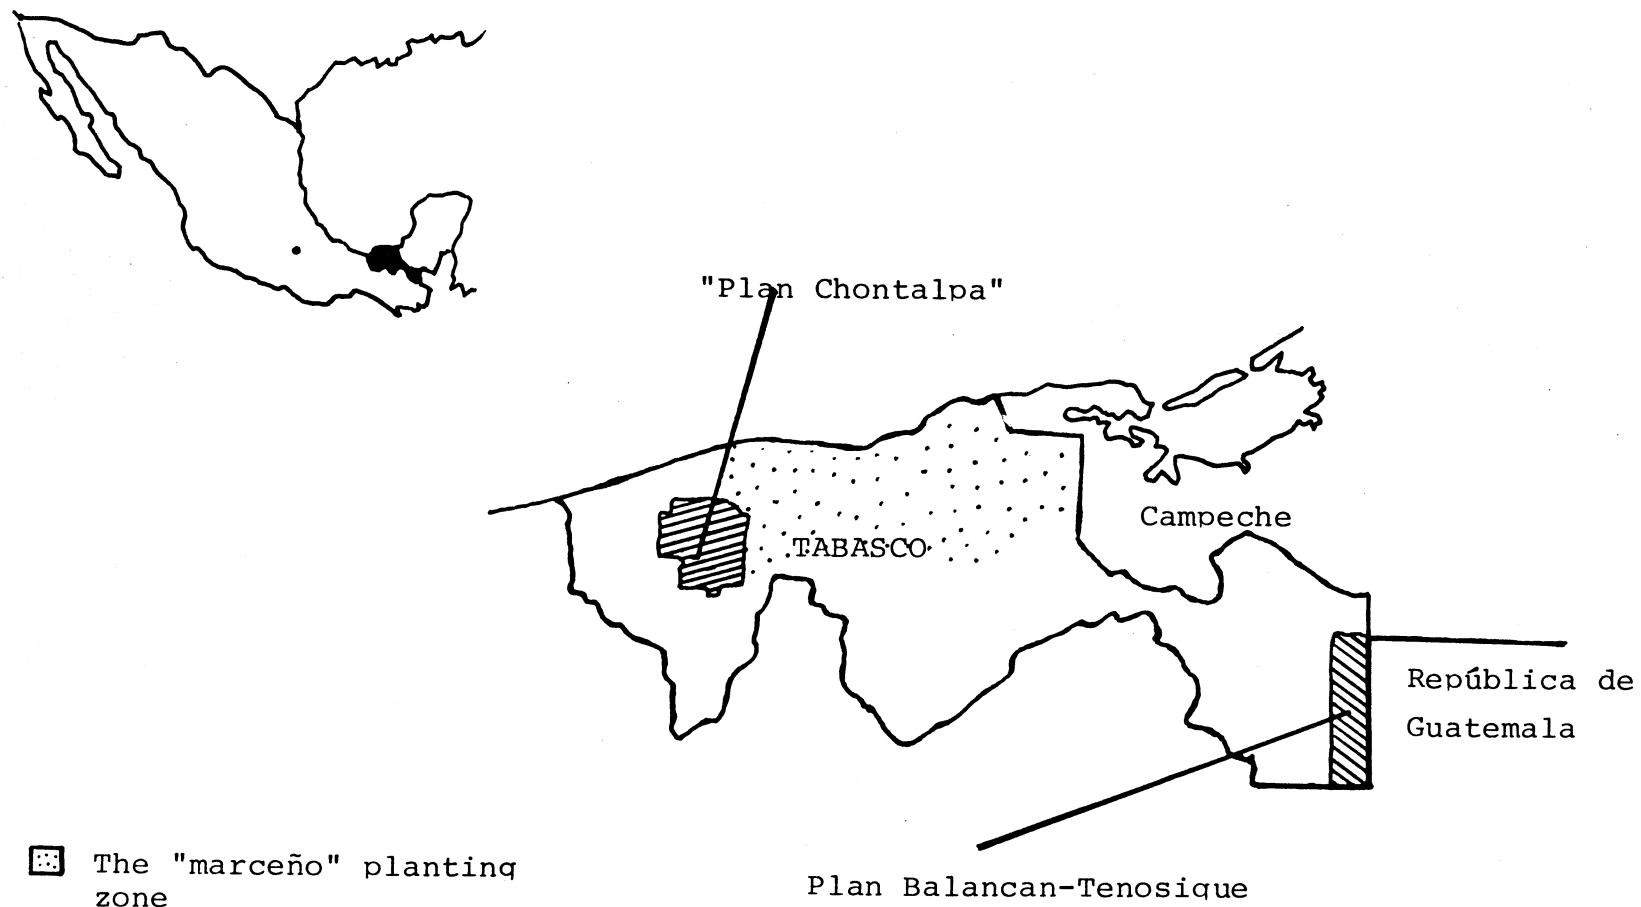 "Plan Chontalpa"
Campeche
TABASCO
República de
Guatemala
The "marceño" planting
zone
Plan Balancan-Tenosique